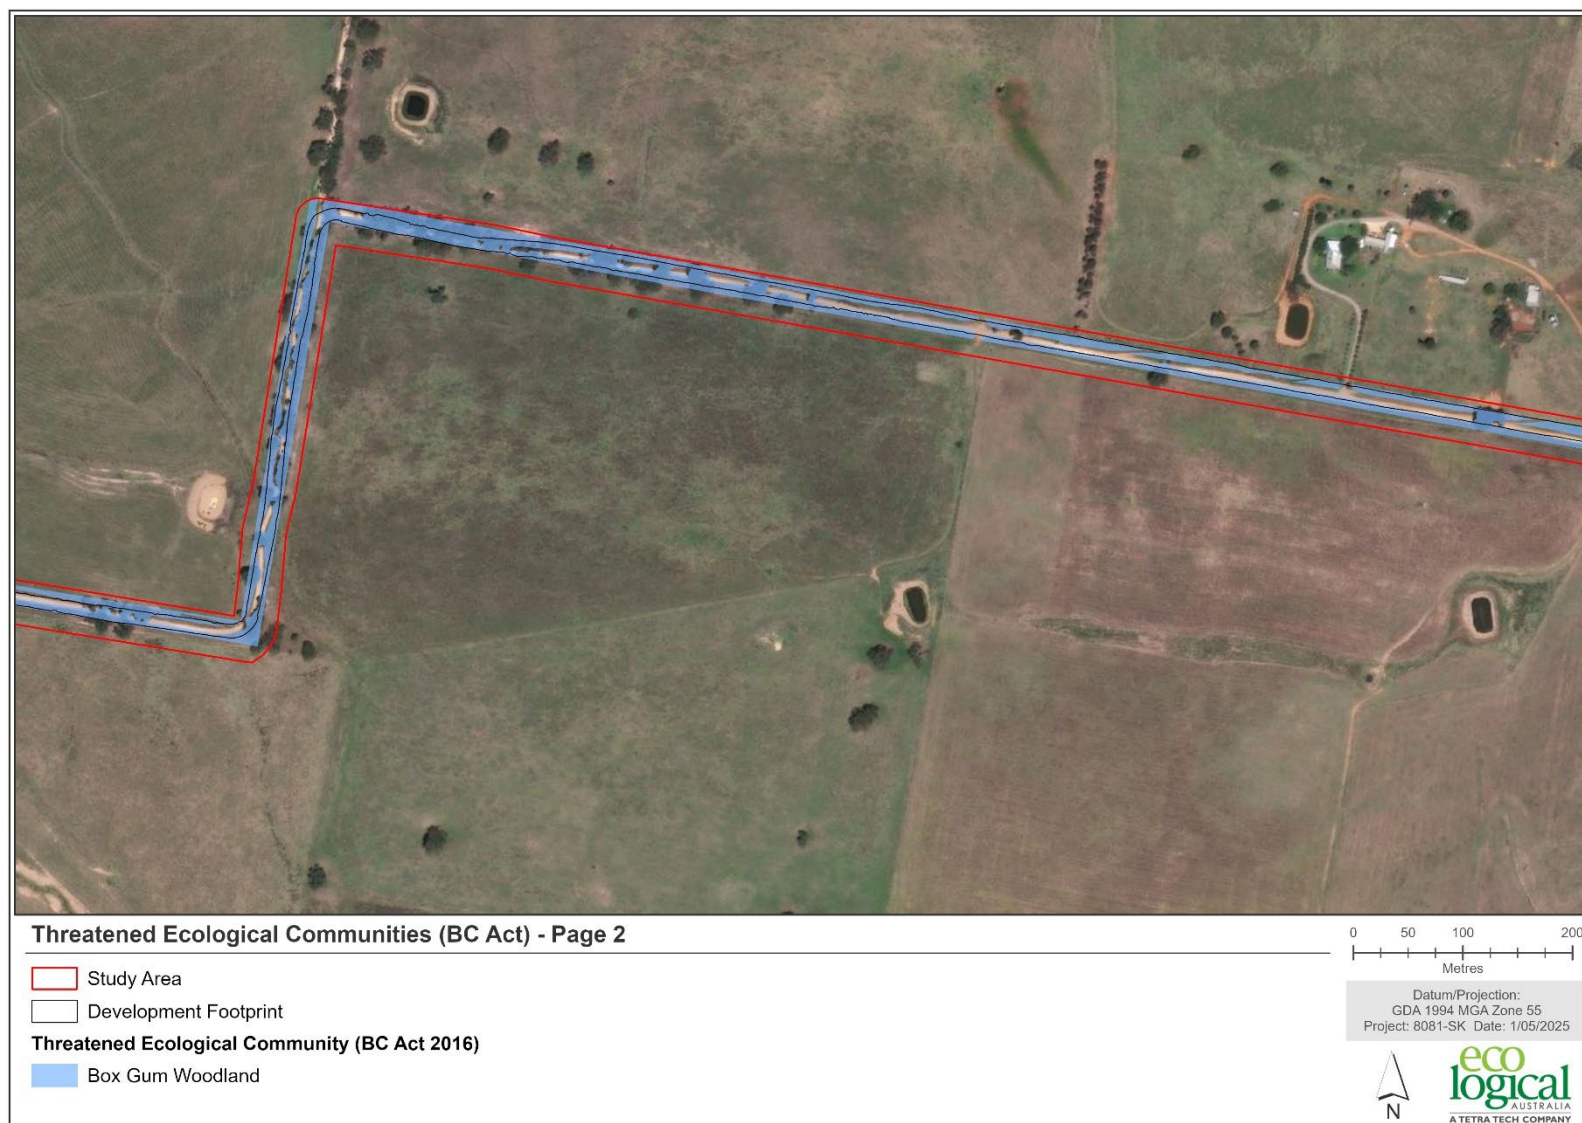 Threatened Ecological Communities (BC Act) - Page 2
Study Area
Development Footprint
Threatened Ecological Community (BC Act 2016)
Box Gum Woodland
0 50 100 200
Metres
Datum/Projection:
GDA 1994 MGA Zone 55
Project: 8081-SK Date: 1/05/2025
N
eco
logical
AUSTRALIA
A TETRA TECH COMPANY